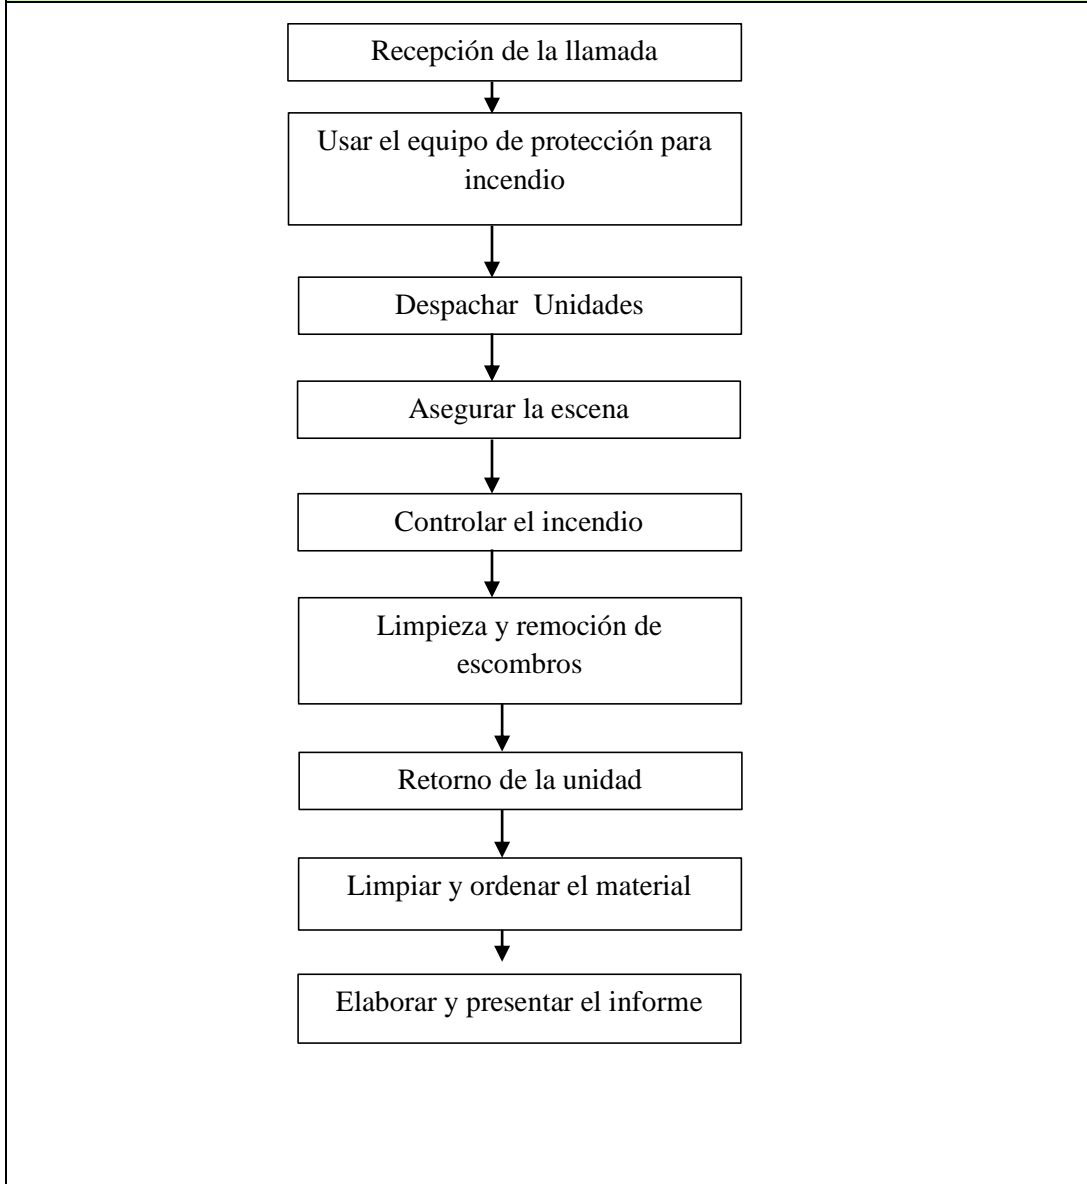 Recepción de la llamada
Usar el equipo de protección para
incendio
Despachar Unidades
Asegurar la escena
Controlar el incendio
Limpieza y remoción de
escombros
Retorno de la unidad
Limpiar y ordenar el material
Elaborar y presentar el informe